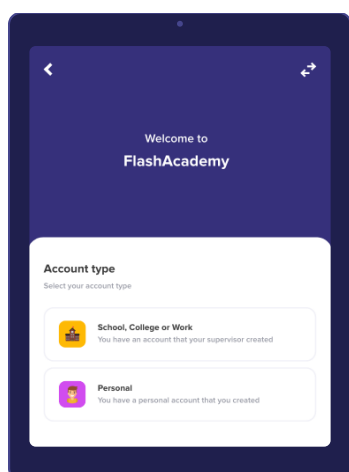 Welcome to
FlashAcademy
Account type
Select your account type
School, College or Work
You have an account that your supervisor created
Personal
You have a personal account that you created